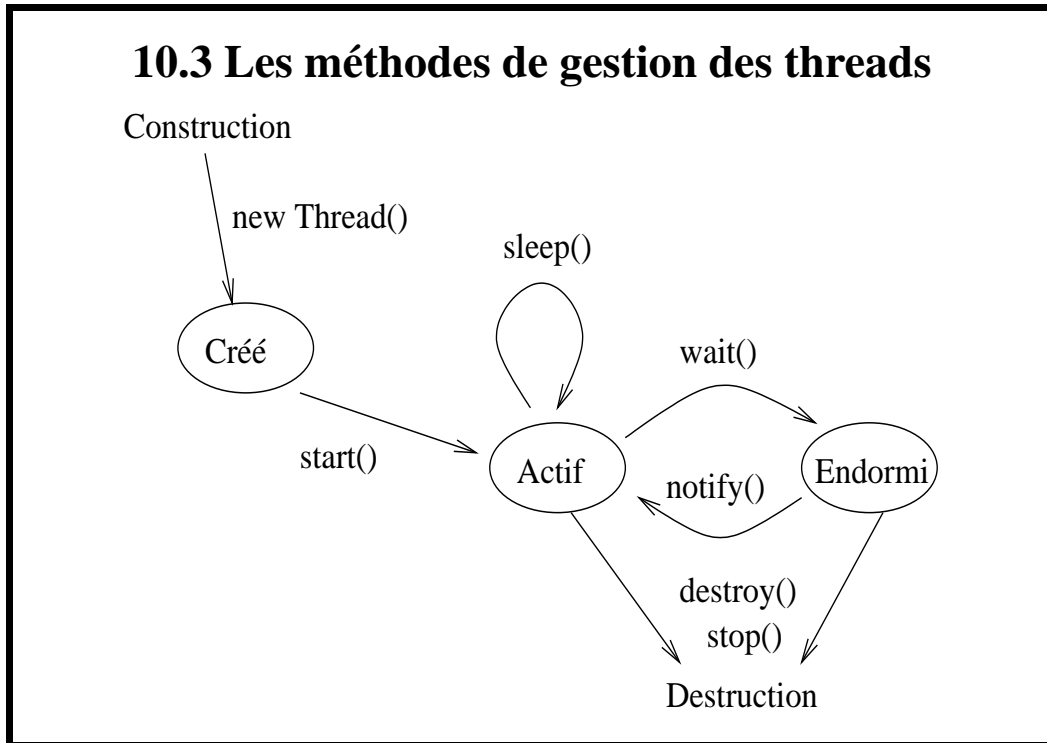 10.3 Les méthodes de gestion des threads
Construction
new Thread()
sleep()
Créé
wait()
start()
Actif
notify()
Endormi
destroy()
stop()
Destruction